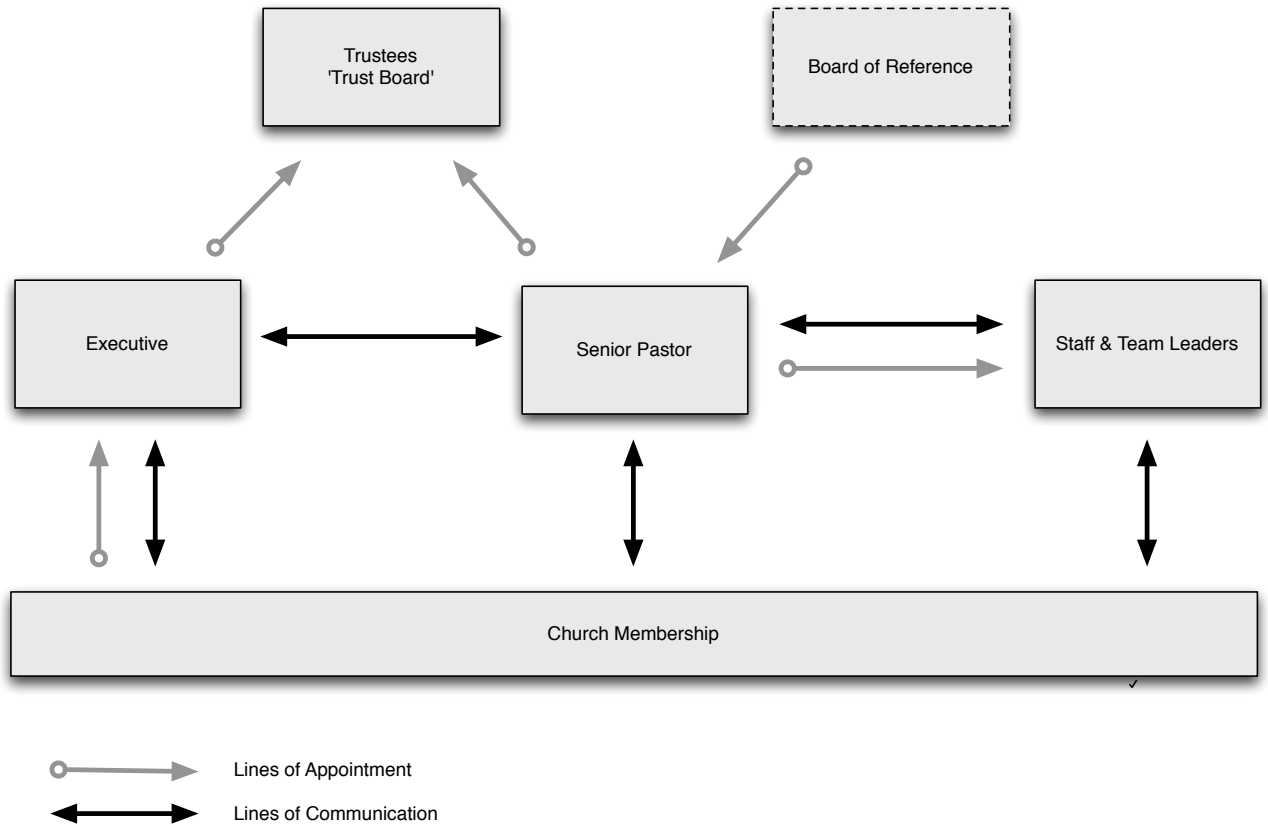 Trustees
'Trust Board'
Board of Reference
Executive
Senior Pastor
Staff & Team Leaders
Church Membership
✓
Lines of Appointment
Lines of Communication